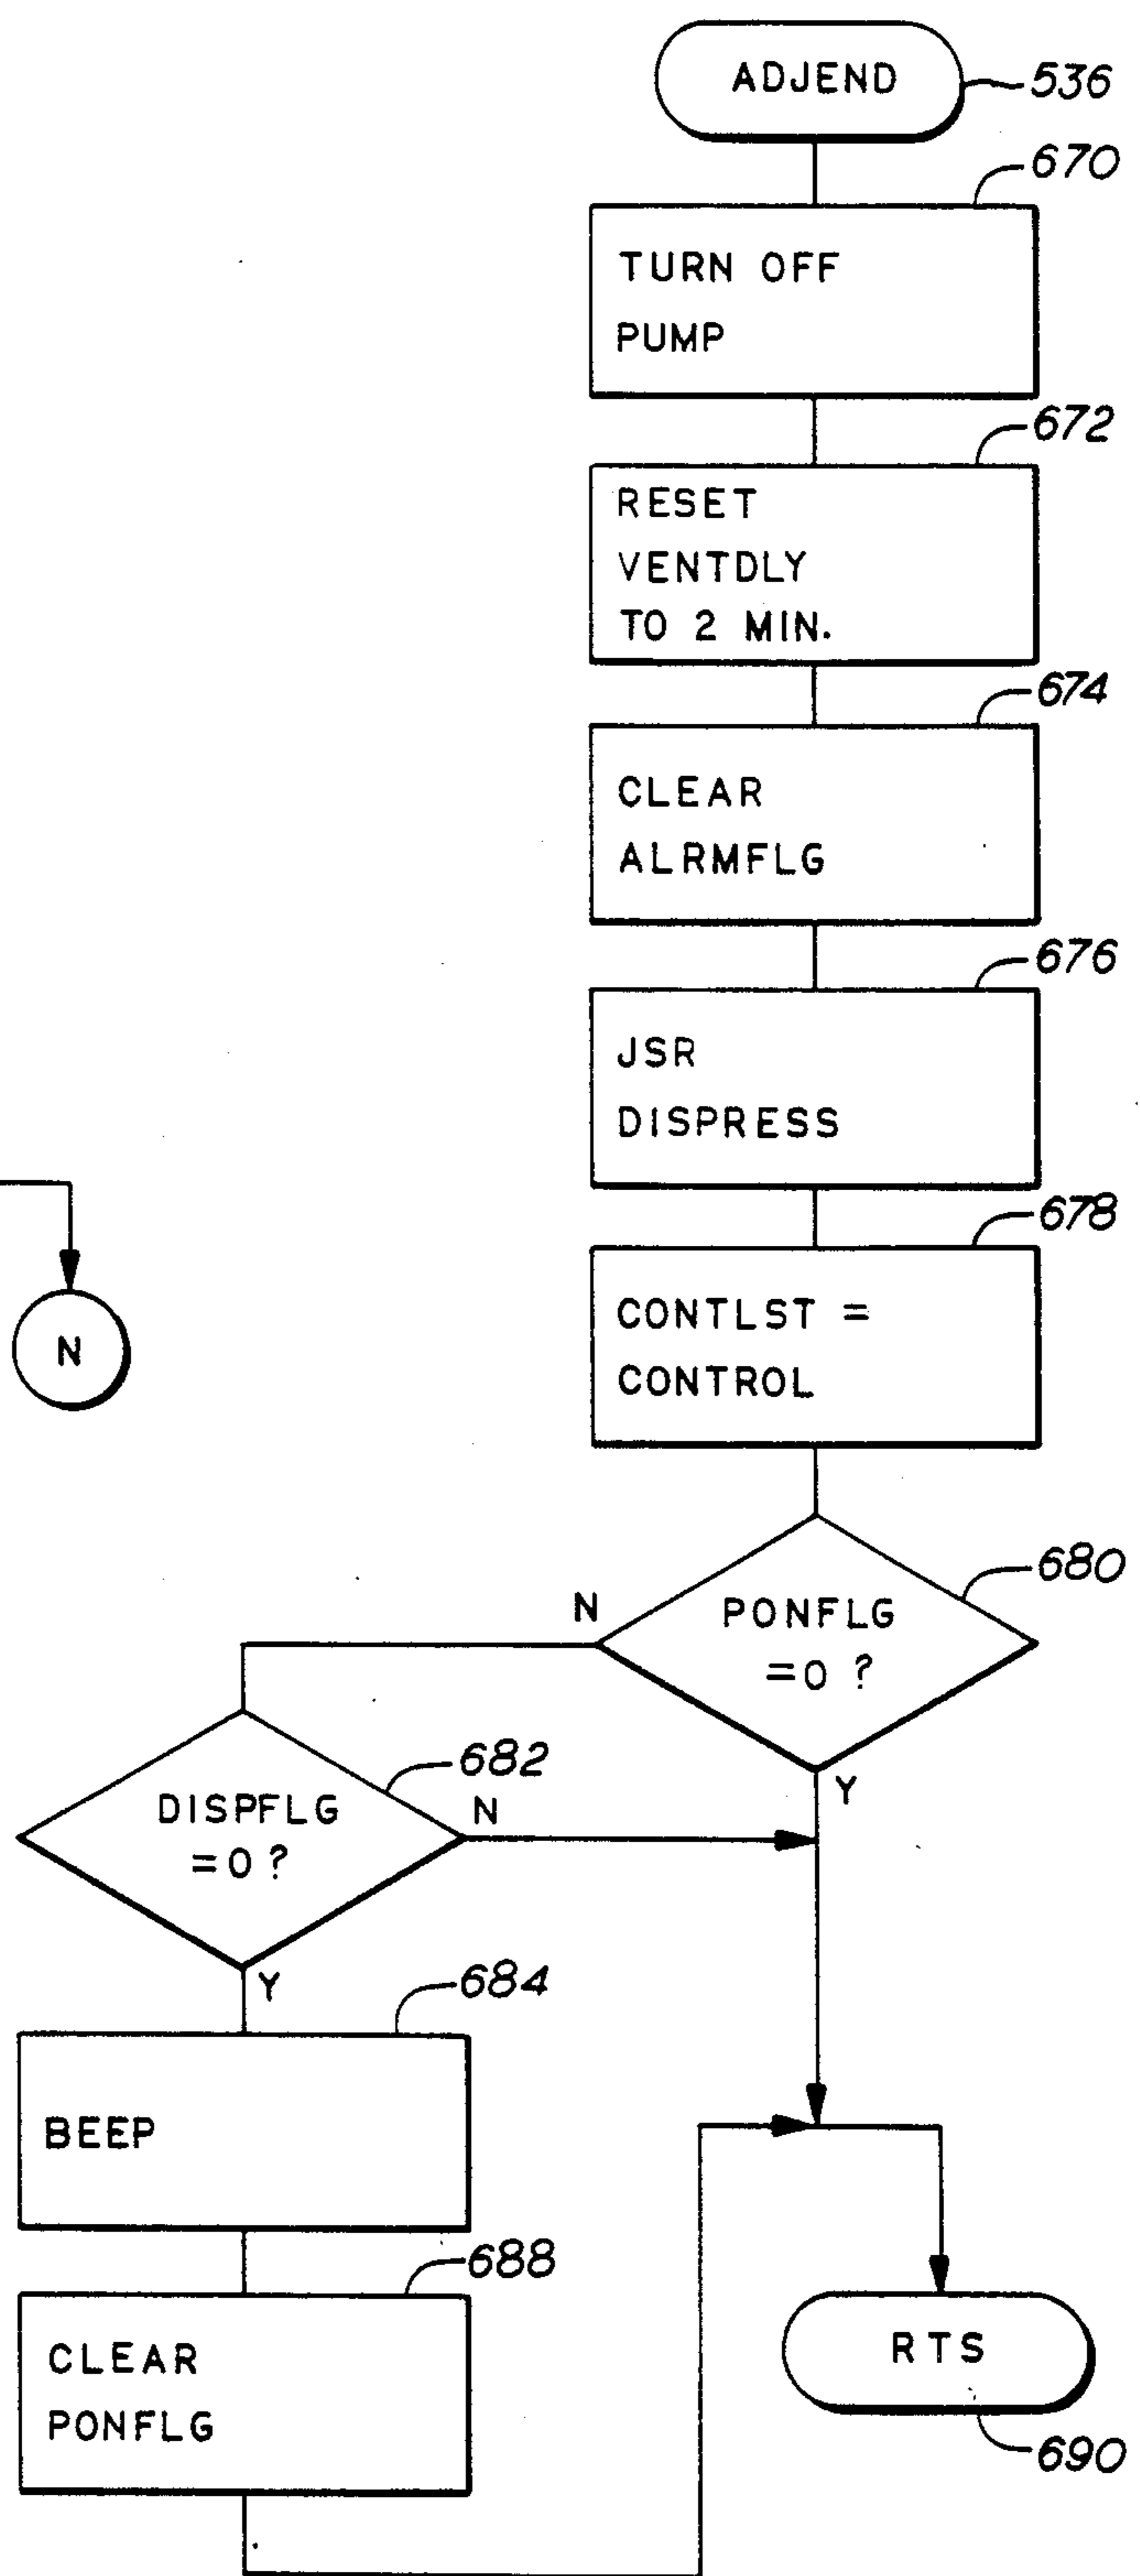 ADJEND
536
670
TURN OFF
PUMP
672
RESET
VENTDLY
TO 2 MIN.
674
CLEAR
ALRMFLG
676
JSR
DISPRESS
678
CONTLST =
CONTROL
N
680
PONFLG
=0 ?
N
Y
682
DISPFLG
=0 ?
N
Y
684
BEEP
688
CLEAR
PONFLG
RTS
690